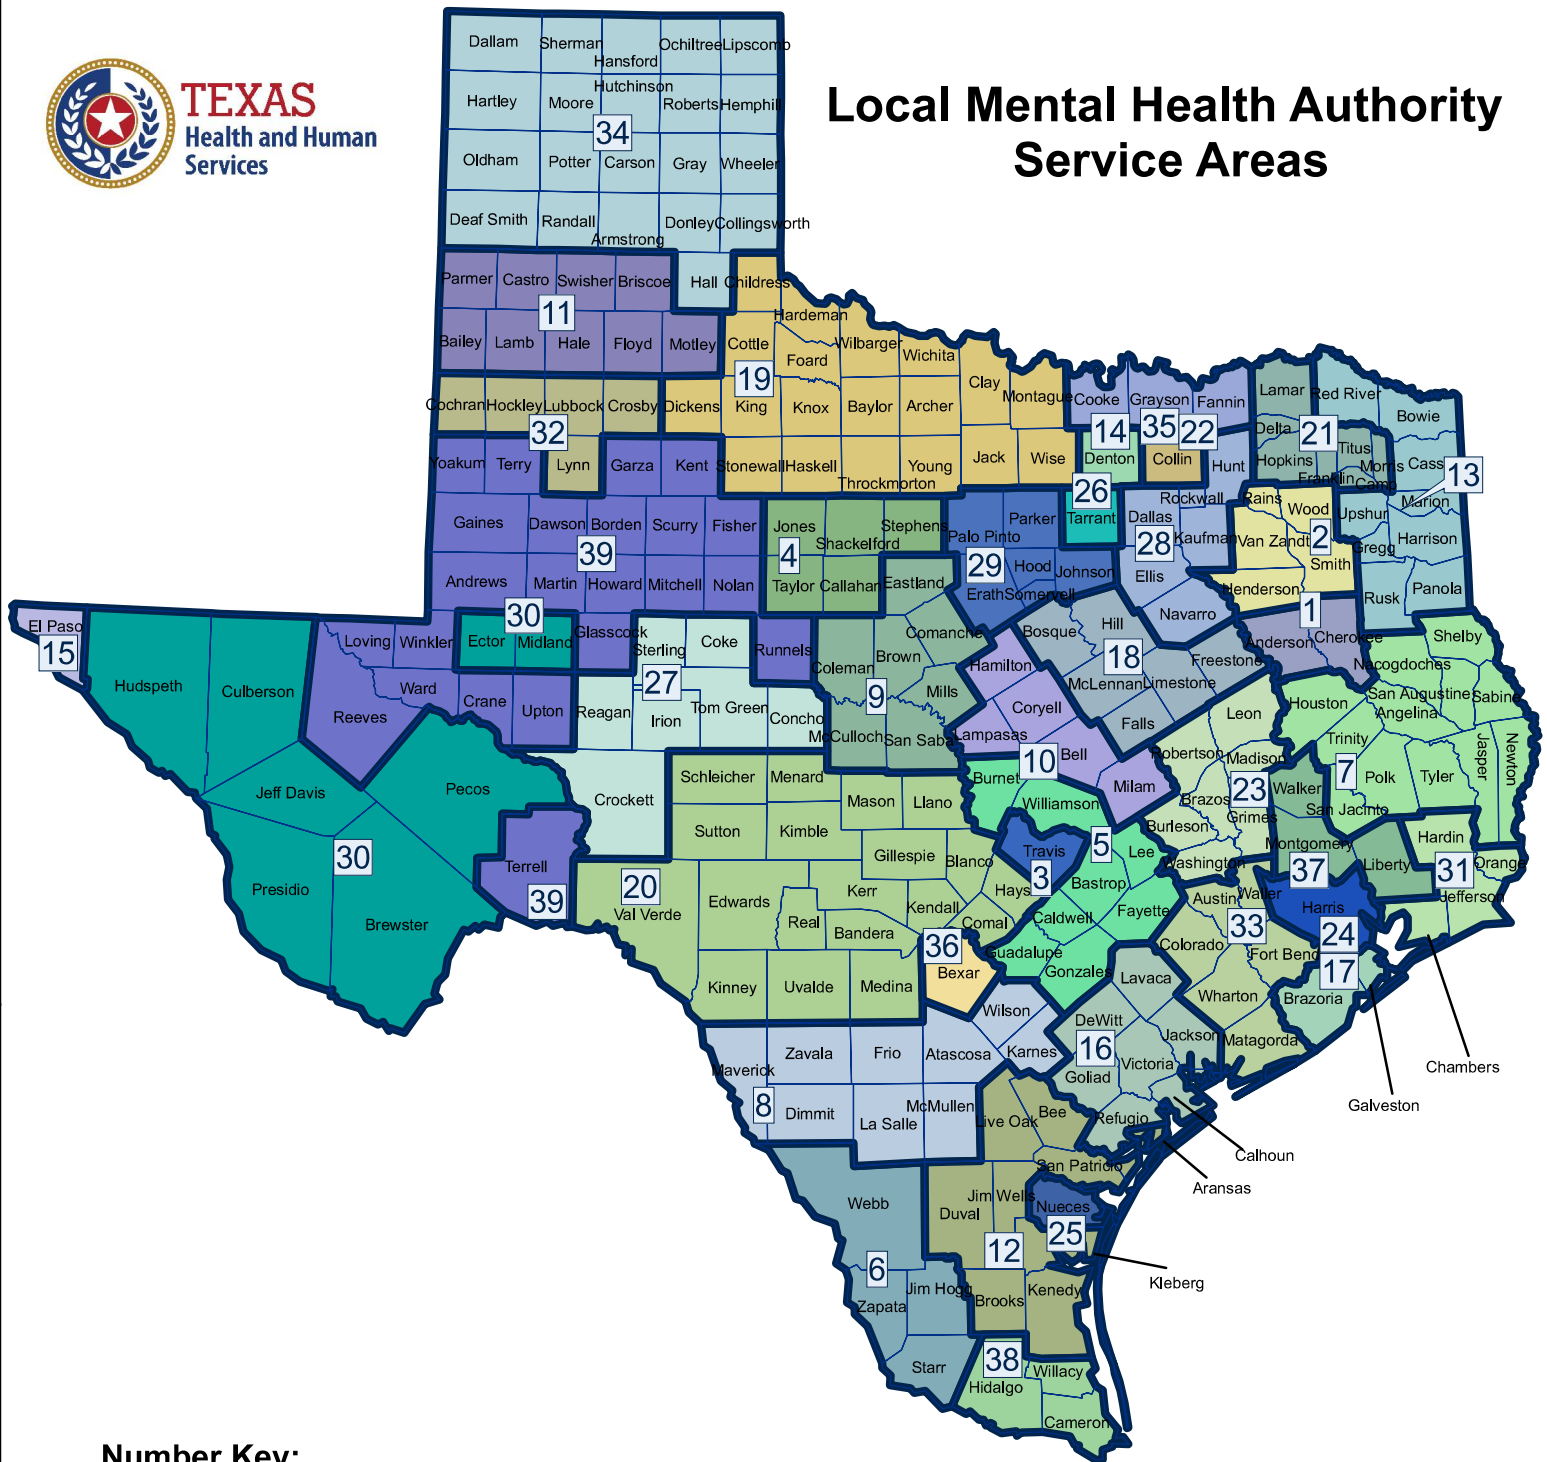 TEXAS
Health and Human
Services
Local Mental Health Authority
Service Areas
Dallam
Sherman
Hansford
Ochiltree
Lipscomb
Hartley
Moore
Hutchinson
Roberts
Hemphill
34
Oldham
Potter
Carson
Gray
Wheeler
Deaf Smith
Randall
Armstrong
Donley
Collingsworth
Parmer
Castro
Swisher
Briscoe
Hall
Childress
11
Hardeman
Bailey
Lamb
Hale
Floyd
Motley
Cottle
Foard
Wilbarger
Wichita
19
Clay
Montague
Cooke
Grayson
Fannin
Lamar
Red River
Bowie
Cochran
Hockley
Lubbock
Crosby
Dickens
King
Knox
Baylor
Archer
32
14
35
22
Delta
21
Titus
Yoakum
Terry
Lynn
Garza
Kent
Stonewall
Haskell
Throckmorton
Young
Jack
Wise
Denton
Collin
Hunt
Hopkins
Franklin
Morris
Camp
Cass
13
26
Rockwall
Rains
Wood
Upshur
Marion
Gaines
Dawson
Borden
Scurry
Fisher
Jones
Shackelford
Stephens
Palo Pinto
Parker
Tarrant
Dallas
Kaufman
Van Zandt
2
Smith
Gregg
Harrison
39
4
29
28
Andrews
Martin
Howard
Mitchell
Nolan
Taylor
Callahan
Eastland
Erath
Hood
Somervell
Johnson
Ellis
Henderson
Rusk
Panola
30
Navarro
1
El Paso
15
Loving
Winkler
Ector
Midland
Glasscock
Sterling
Coke
Runnels
Coleman
Brown
Comanche
Bosque
Hill
Freestone
Anderson
Cherokee
Shelby
Nacogdoches
Hudspeth
Culberson
Reeves
Ward
Crane
Upton
Reagan
27
Irion
Tom Green
Concho
9
Mills
Hamilton
18
McLennan
Limestone
Leon
Houston
San Augustine
Sabine
Angelina
McCulloch
San Saba
Lampasas
Coryell
Falls
Trinity
Jasper
Newton
10
Bell
Robertson
Madison
Jeff Davis
Pecos
Crockett
Schleicher
Menard
Mason
Llano
Burnet
Williamson
Milam
Brazos
23
Walker
7
Polk
Tyler
San Jacinto
Sutton
Kimble
Burleson
Grimes
Presidio
30
Terrell
Gillespie
Blanco
Travis
5
Lee
Washington
Montgomery
Liberty
Hardin
Orange
Brewster
39
20
Val Verde
Edwards
Real
Kerr
Kendall
Hays
3
Bastrop
37
31
Jefferson
Bandera
Comal
Caldwell
Fayette
Austin
Waller
Harris
36
Guadalupe
33
24
Bexar
Gonzales
Colorado
Fort Bend
17
Kinney
Uvalde
Medina
Lavaca
Wharton
Brazoria
Wilson
DeWitt
Jackson
Matagorda
Maverick
Zavala
Frio
Atascosa
Karnes
16
Victoria
Goliad
Chambers
8
Dimmit
La Salle
McMullen
Live Oak
Bee
Refugio
Galveston
Calhoun
San Patricio
Aransas
Webb
Duval
Jim Wells
Nueces
25
12
6
Kleberg
Zapata
Jim Hogg
Brooks
Kenedy
Starr
38
Hidalgo
Willacy
Cameron
Number Key: